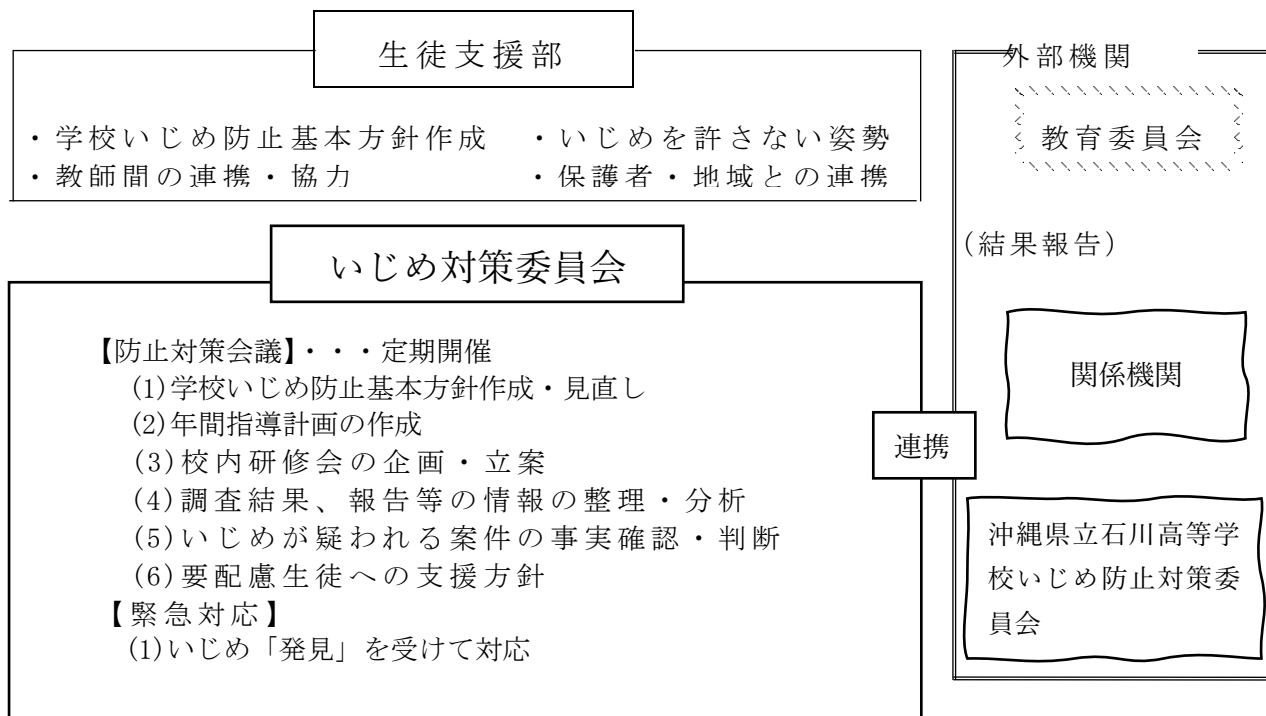 生徒支援部
・学校いじめ防止基本方針作成　・いじめを許さない姿勢
・教師間の連携・協力　・保護者・地域との連携
いじめ対策委員会
【防止対策会議】・・・定期開催
(1)学校いじめ防止基本方針作成・見直し
(2)年間指導計画の作成
(3)校内研修会の企画・立案
(4)調査結果、報告等の情報の整理・分析
(5)いじめが疑われる案件の事実確認・判断
(6)要配慮生徒への支援方針
【緊急対応】
(1)いじめ「発見」を受けて対応
連携
外部機関
教育委員会
(結果報告)
関係機関
沖縄県立石川高等学
校いじめ防止対策委
員会